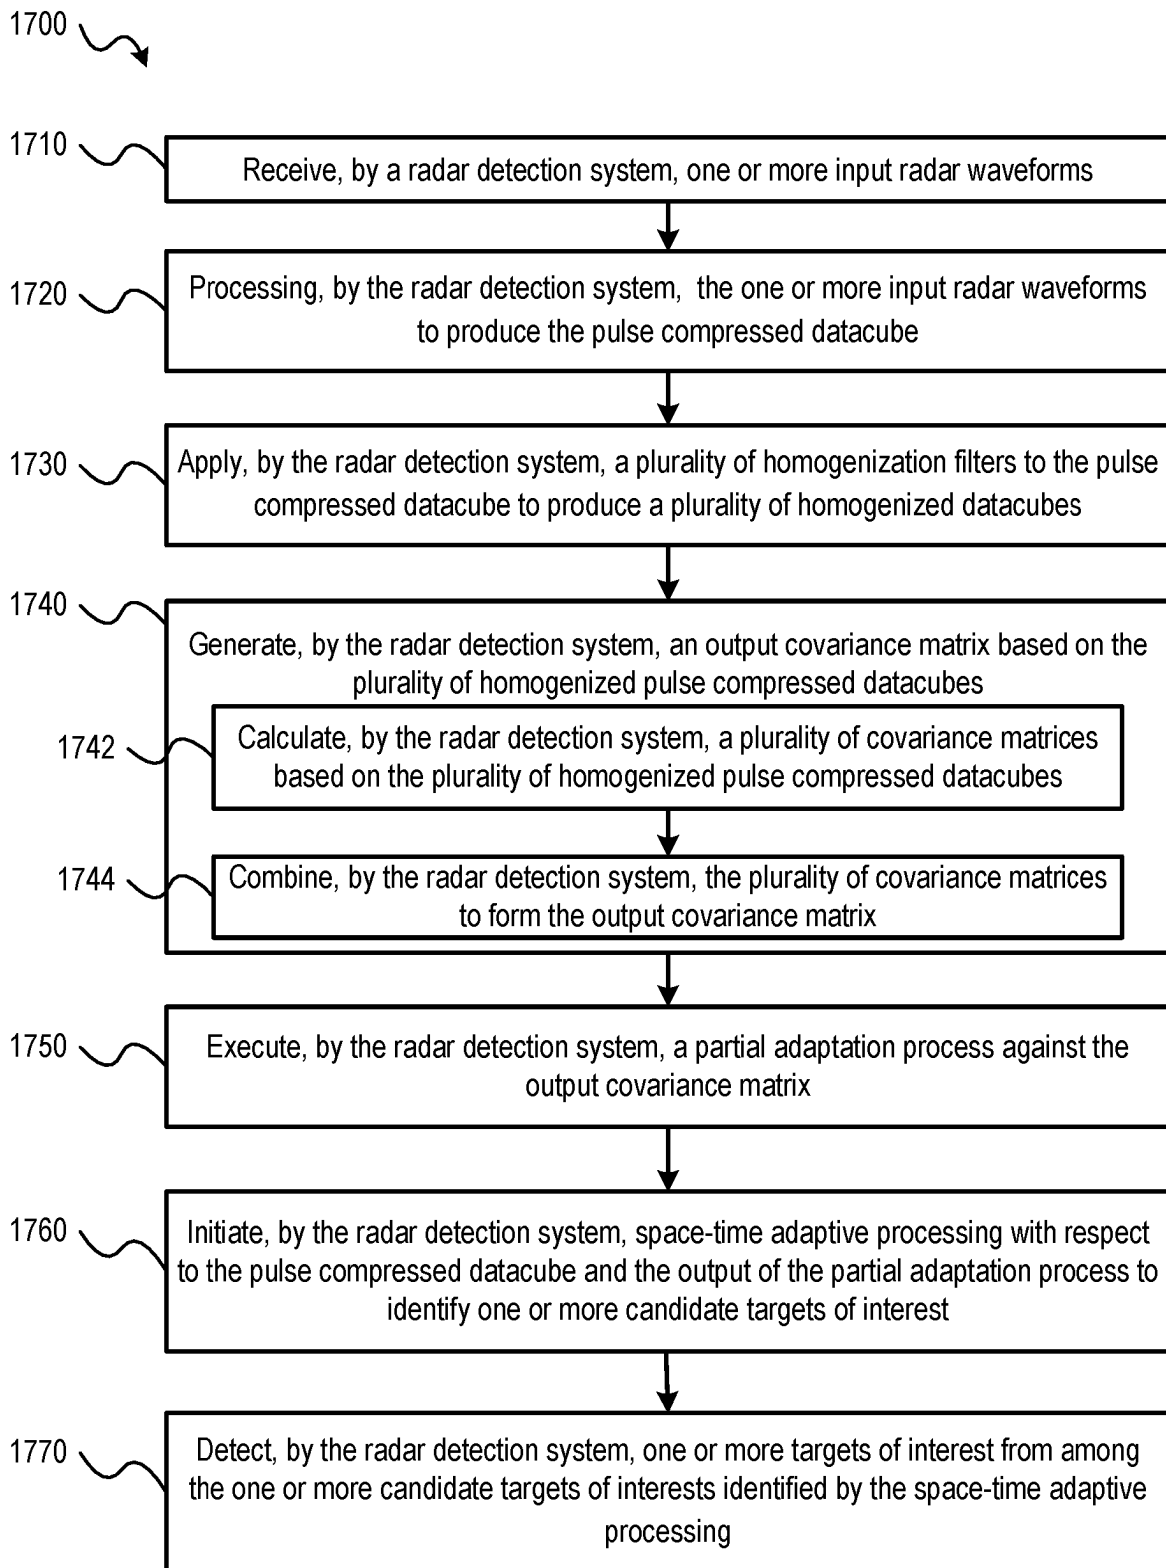 1700
1710
Receive, by a radar detection system, one or more input radar waveforms
1720
Processing, by the radar detection system, the one or more input radar waveforms
to produce the pulse compressed datacube
1730
Apply, by the radar detection system, a plurality of homogenization filters to the pulse
compressed datacube to produce a plurality of homogenized datacubes
1740
Generate, by the radar detection system, an output covariance matrix based on the
plurality of homogenized pulse compressed datacubes
1742
Calculate, by the radar detection system, a plurality of covariance matrices
based on the plurality of homogenized pulse compressed datacubes
1744
Combine, by the radar detection system, the plurality of covariance matrices
to form the output covariance matrix
1750
Execute, by the radar detection system, a partial adaptation process against the
output covariance matrix
1760
Initiate, by the radar detection system, space-time adaptive processing with respect
to the pulse compressed datacube and the output of the partial adaptation process to
identify one or more candidate targets of interest
1770
Detect, by the radar detection system, one or more targets of interest from among
the one or more candidate targets of interests identified by the space-time adaptive
processing